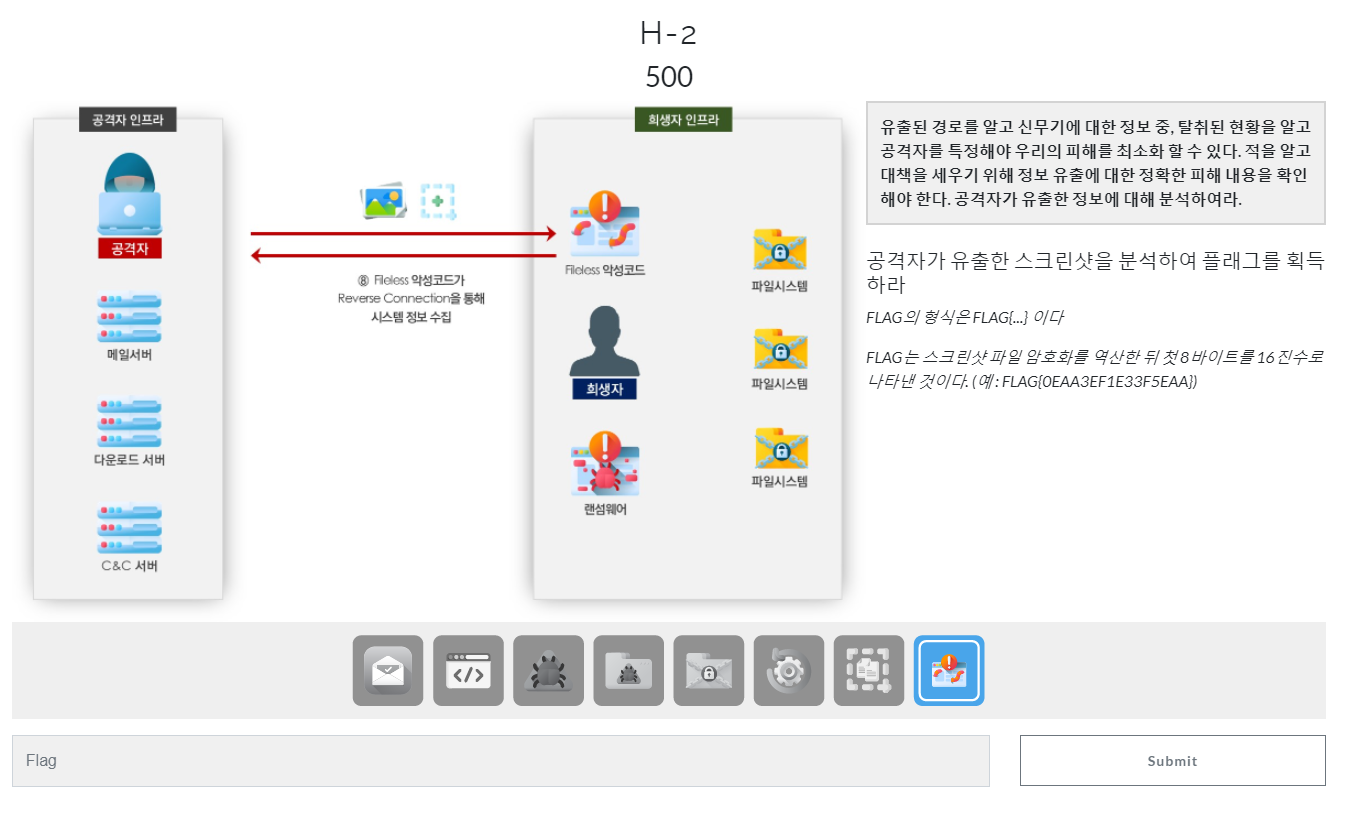 H-2
500
공격자 인프라
공격자
메일서버
다운로드 서버
C&C 서버
⑧ Fileless 악성코드가
Reverse Connection을 통해
시스템 정보 수집
희생자 인프라
Fileless 악성코드
희생자
랜섬웨어
파일시스템
파일시스템
파일시스템
유출된 경로를 알고 신무기에 대한 정보 중, 탈취된 현황을 알고
공격자를 특정해야 우리의 피해를 최소화 할 수 있다. 적을 알고
대책을 세우기 위해 정보 유출에 대한 정확한 피해 내용을 확인
해야 한다. 공격자가 유출한 정보에 대해 분석하여라.
공격자가 유출한 스크린샷을 분석하여 플래그를 획득
하라
FLAG의 형식은 FLAG{...} 이다
FLAG는 스크린샷 파일 암호화를 역산한 뒤 첫 8바이트를 16진수로
나타낸 것이다. (예 : FLAG{0EAA3EF1E33F5EAA})
Flag
Submit